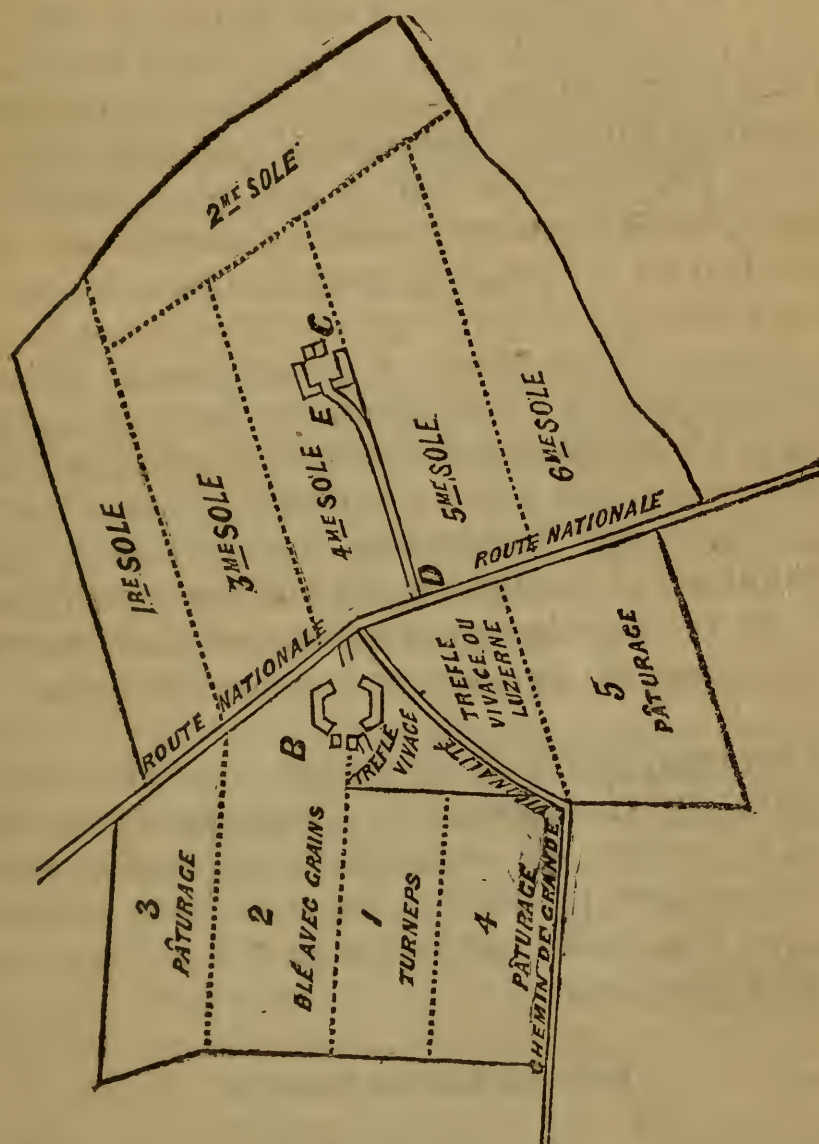 2ME SOLE
1RE SOLE
3ME SOLE
4ME SOLE
E
C
5ME SOLE
6ME SOLE
D
ROUTE NATIONALE
ROUTE NATIONALE
B
TREFLE
VIVACE
TREFLE
VIVACE OU
LUZERNE
5
PÂTURAGE
3
PÂTURAGE
2
BLÉ AVEC GRAINS
1
TURNEPS
4
PÂTURAGE
CHEMIN DE GRANDE
VICINALITÉ